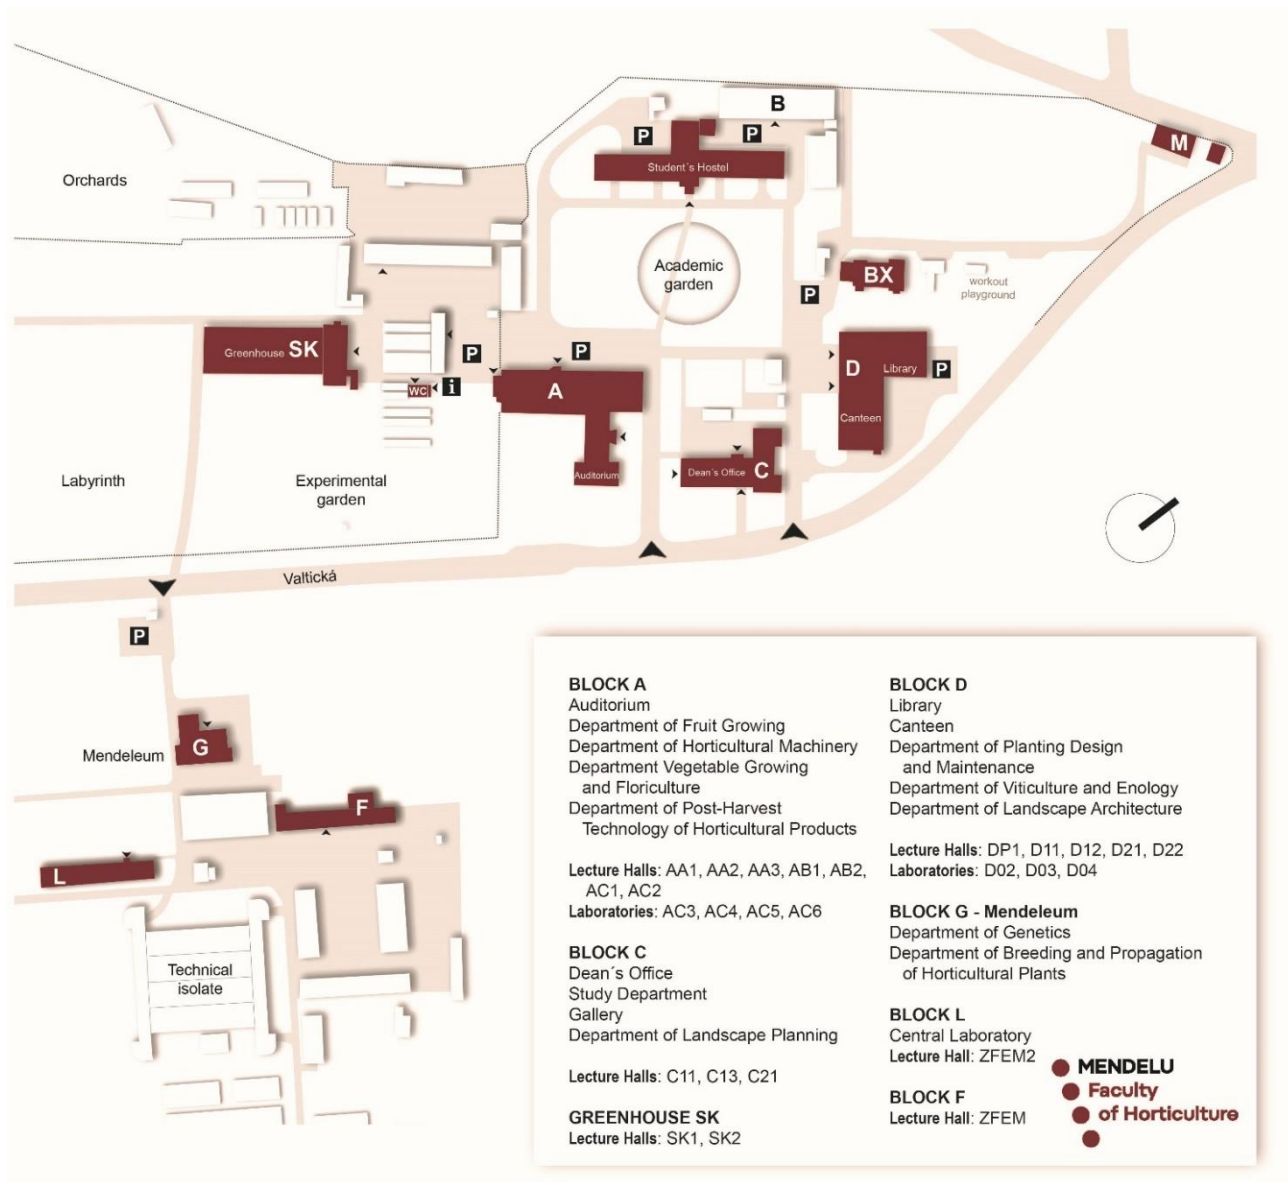 B
P
P
M
Student´s Hostel
Orchards
Academic
garden
BX
workout
playground
P
Greenhouse SK
P
P
D
Library
P
WC
i
A
Canteen
Auditorium
Dean´s Office
C
Labyrinth
Experimental
garden
Valtická
P
G
Mendeleum
F
L
Technical
isolate
BLOCK A
Auditorium
Department of Fruit Growing
Department of Horticultural Machinery
Department Vegetable Growing
and Floriculture
Department of Post-Harvest
Technology of Horticultural Products
Lecture Halls: AA1, AA2, AA3, AB1, AB2,
AC1, AC2
Laboratories: AC3, AC4, AC5, AC6
BLOCK C
Dean´s Office
Study Department
Gallery
Department of Landscape Planning
Lecture Halls: C11, C13, C21
GREENHOUSE SK
Lecture Halls: SK1, SK2
BLOCK D
Library
Canteen
Department of Planting Design
and Maintenance
Department of Viticulture and Enology
Department of Landscape Architecture
Lecture Halls: DP1, D11, D12, D21, D22
Laboratories: D02, D03, D04
BLOCK G - Mendeleum
Department of Genetics
Department of Breeding and Propagation
of Horticultural Plants
BLOCK L
Central Laboratory
Lecture Hall: ZFEM2
BLOCK F
Lecture Hall: ZFEM
MENDELU
Faculty
of Horticulture